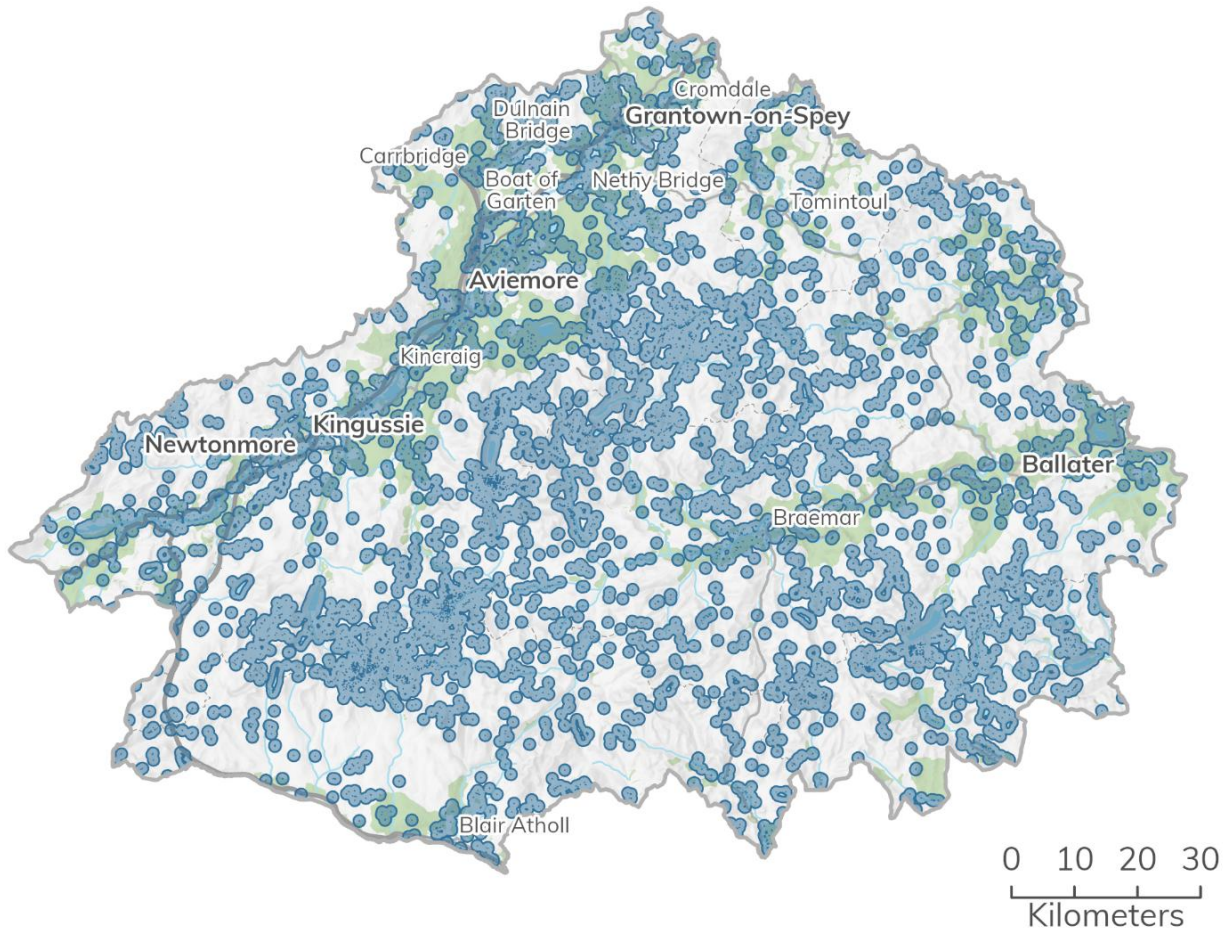 Cromdale
Dulnain
Bridge
Grantown-on-Spey
Carrbridge
Boat of
Garten
Nethy Bridge
Tomintoul
Aviemore
Kincraig
Kingussie
Newtonmore
Ballater
Braemar
Blair Atholl
0 10 20 30
Kilometers